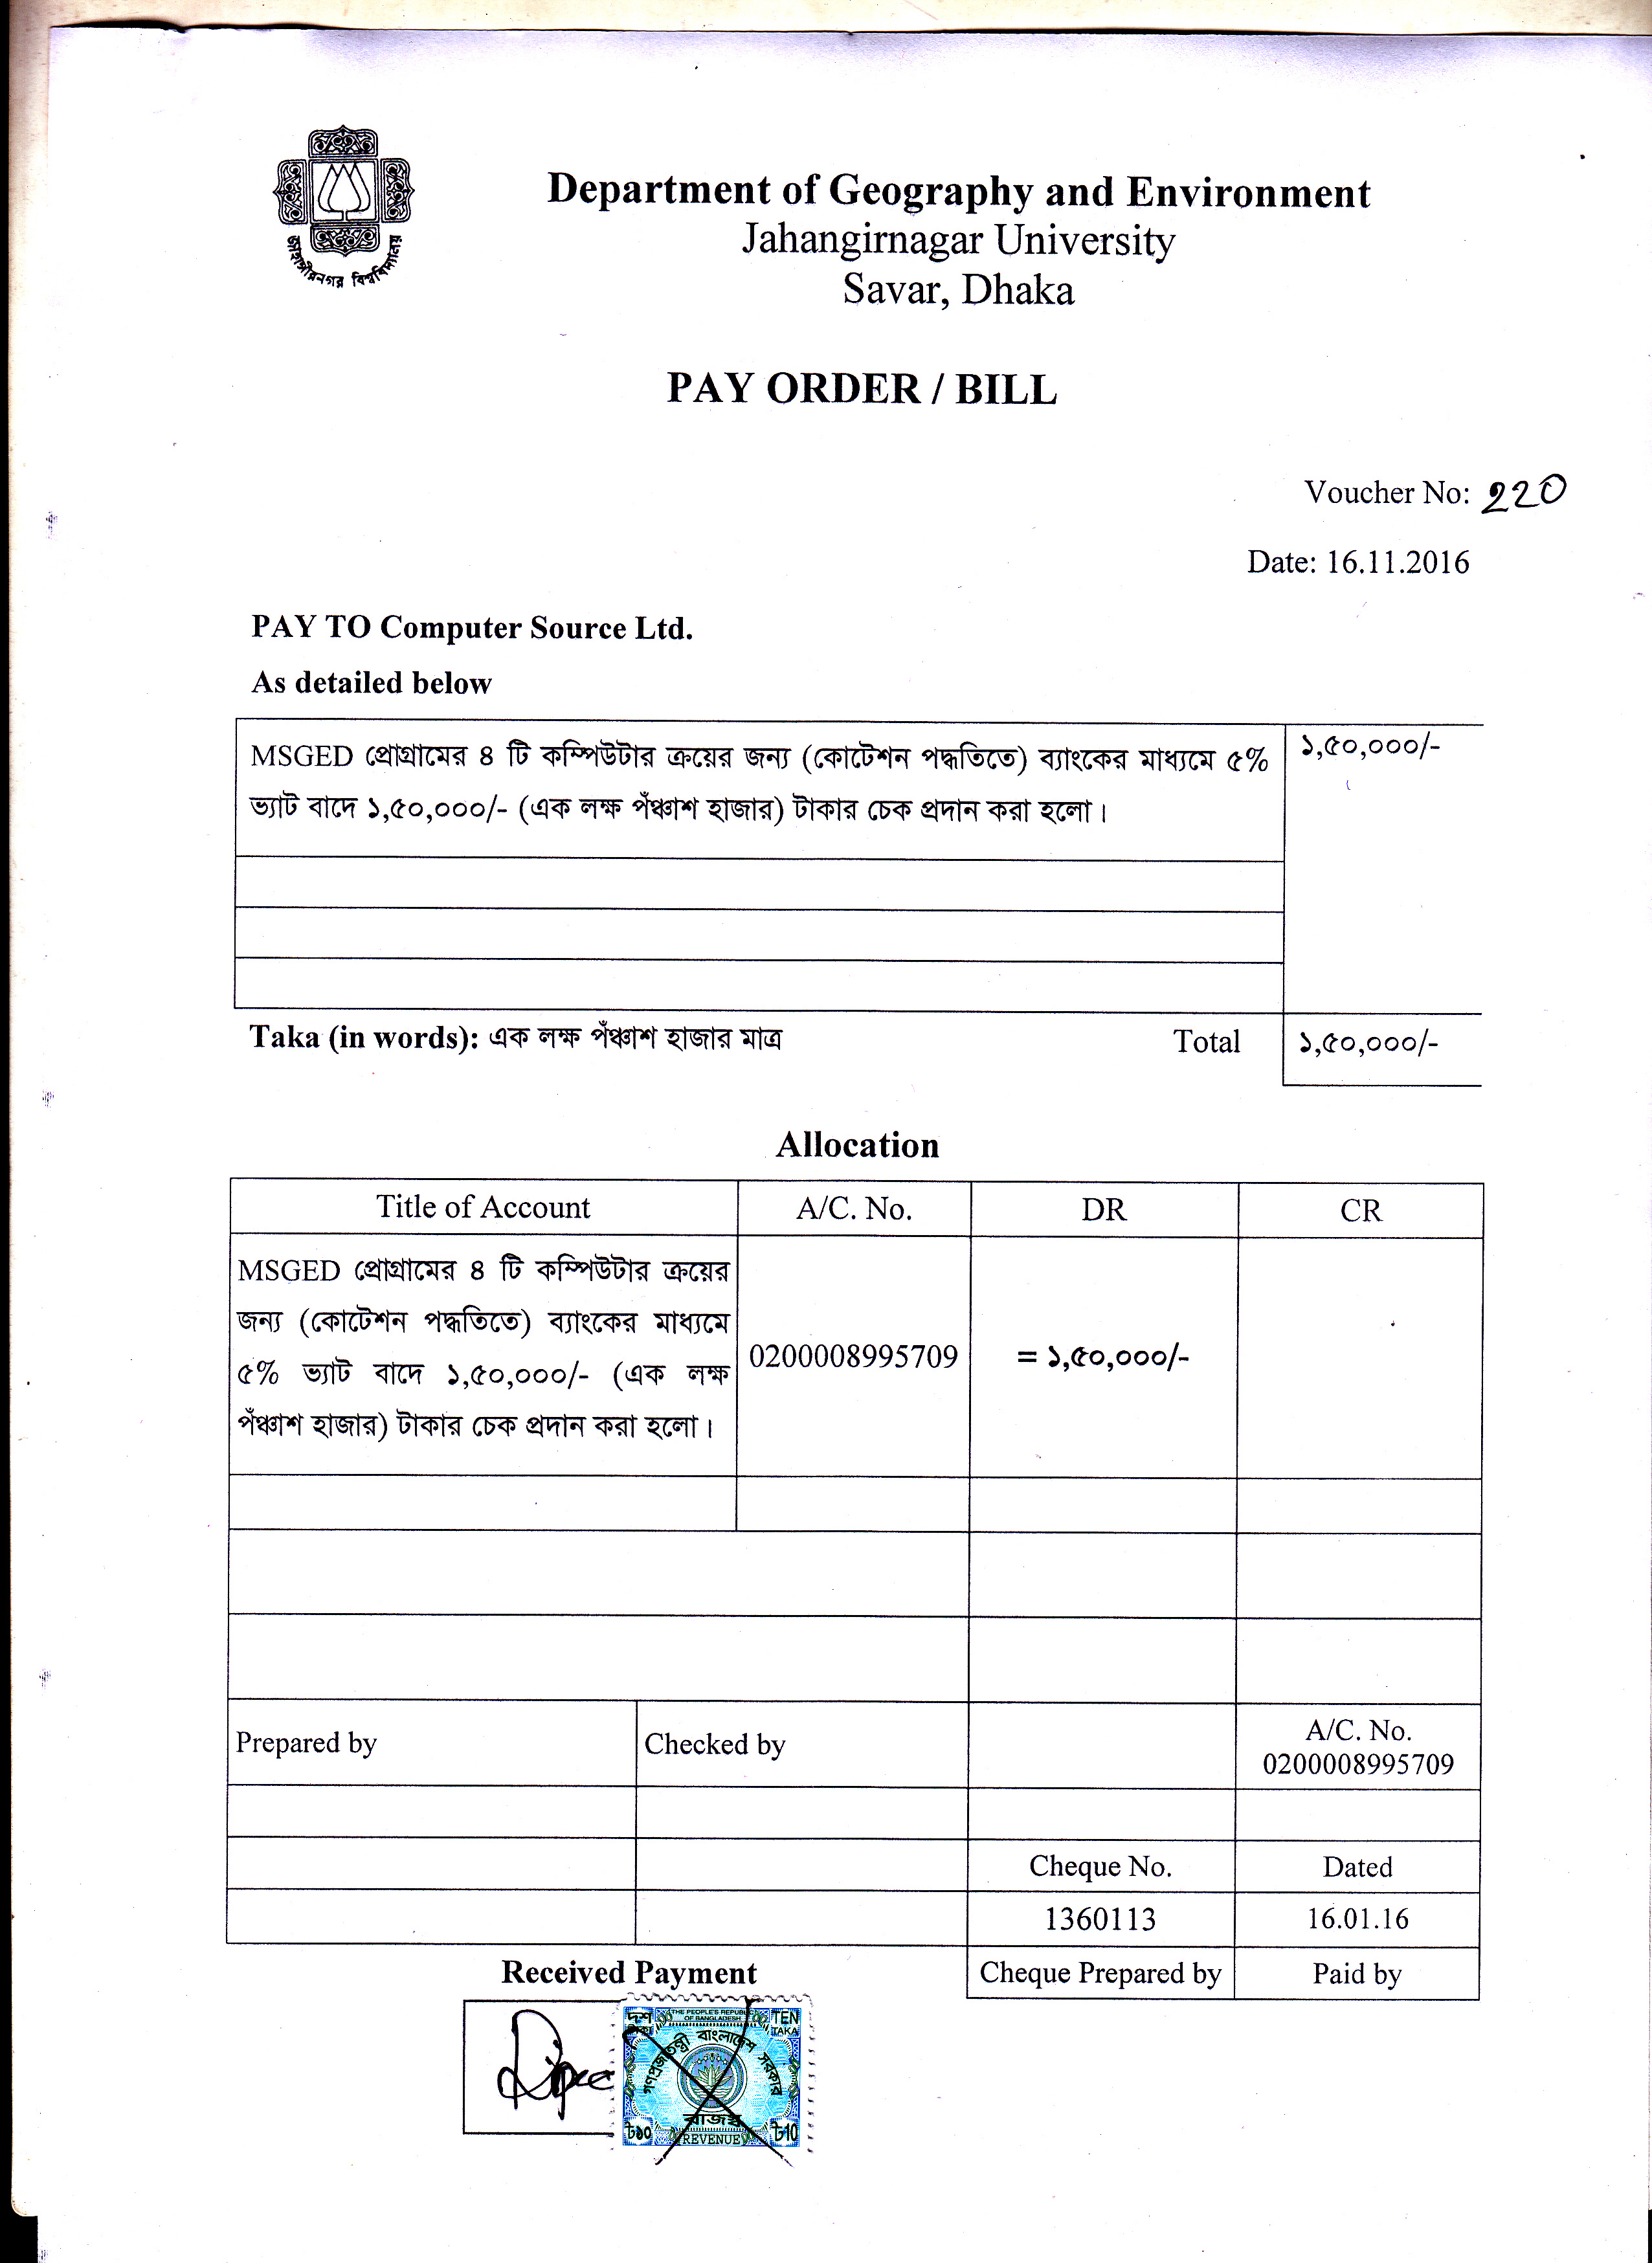 জাহাঙ্গীরনগর বিশ্ববিদ্যালয়
Department of Geography and Environment
Jahangirnagar University
Savar, Dhaka
PAY ORDER / BILL
Voucher No: 220
Date: 16.11.2016
PAY TO Computer Source Ltd.
As detailed below
MSGED প্রোগ্রামের ৪ টি কম্পিউটার ক্রয়ের জন্য (কোটেশন পদ্ধতিতে) ব্যাংকের মাধ্যমে ৫% ১,৫০,০০০/-
ভ্যাট বাদে ১,৫০,০০০/- (এক লক্ষ পঁঞ্চাশ হাজার) টাকার চেক প্রদান করা হলো।
Taka (in words): এক লক্ষ পঁঞ্চাশ হাজার মাত্র Total ১,৫০,০০০/-
Allocation
Title of Account A/C. No. DR CR
MSGED প্রোগ্রামের ৪ টি কম্পিউটার ক্রয়ের
জন্য (কোটেশন পদ্ধতিতে) ব্যাংকের মাধ্যমে
৫% ভ্যাট বাদে ১,৫০,০০০/- (এক লক্ষ
পঁঞ্চাশ হাজার) টাকার চেক প্রদান করা হলো।
0200008995709 = ১,৫০,০০০/-
Prepared by Checked by A/C. No.
0200008995709
Cheque No. Dated
1360113 16.01.16
Received Payment Cheque Prepared by Paid by
দশ টাকা THE PEOPLE'S REPUBLIC OF BANGLADESH TEN TAKA
গণপ্রজাতন্ত্রী বাংলাদেশ সরকার
রাজস্ব
৳১০ REVENUE ৳10